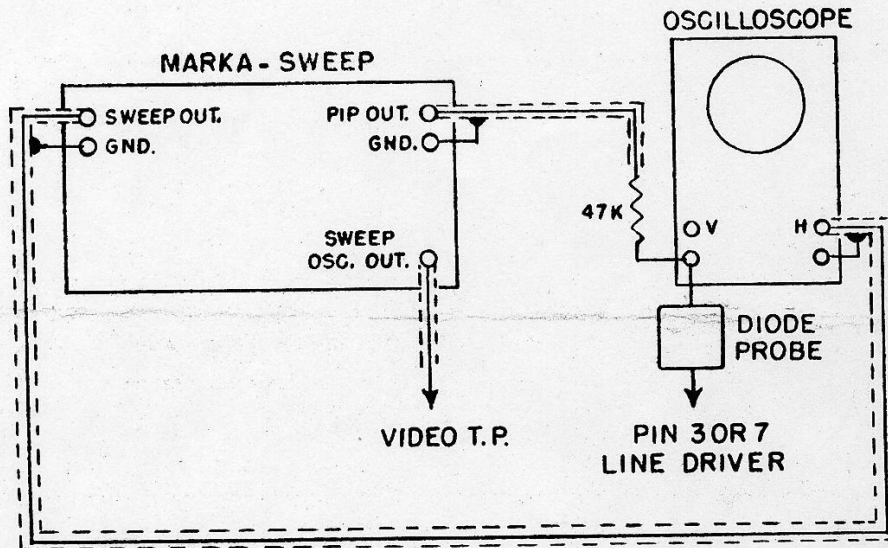 OSCILLOSCOPE
MARKA - SWEEP
SWEEP OUT.
GND.
PIP OUT.
GND.
SWEEP
OSC. OUT.
47K
V
H
DIODE
PROBE
VIDEO T.P.
PIN 3 OR 7
LINE DRIVER